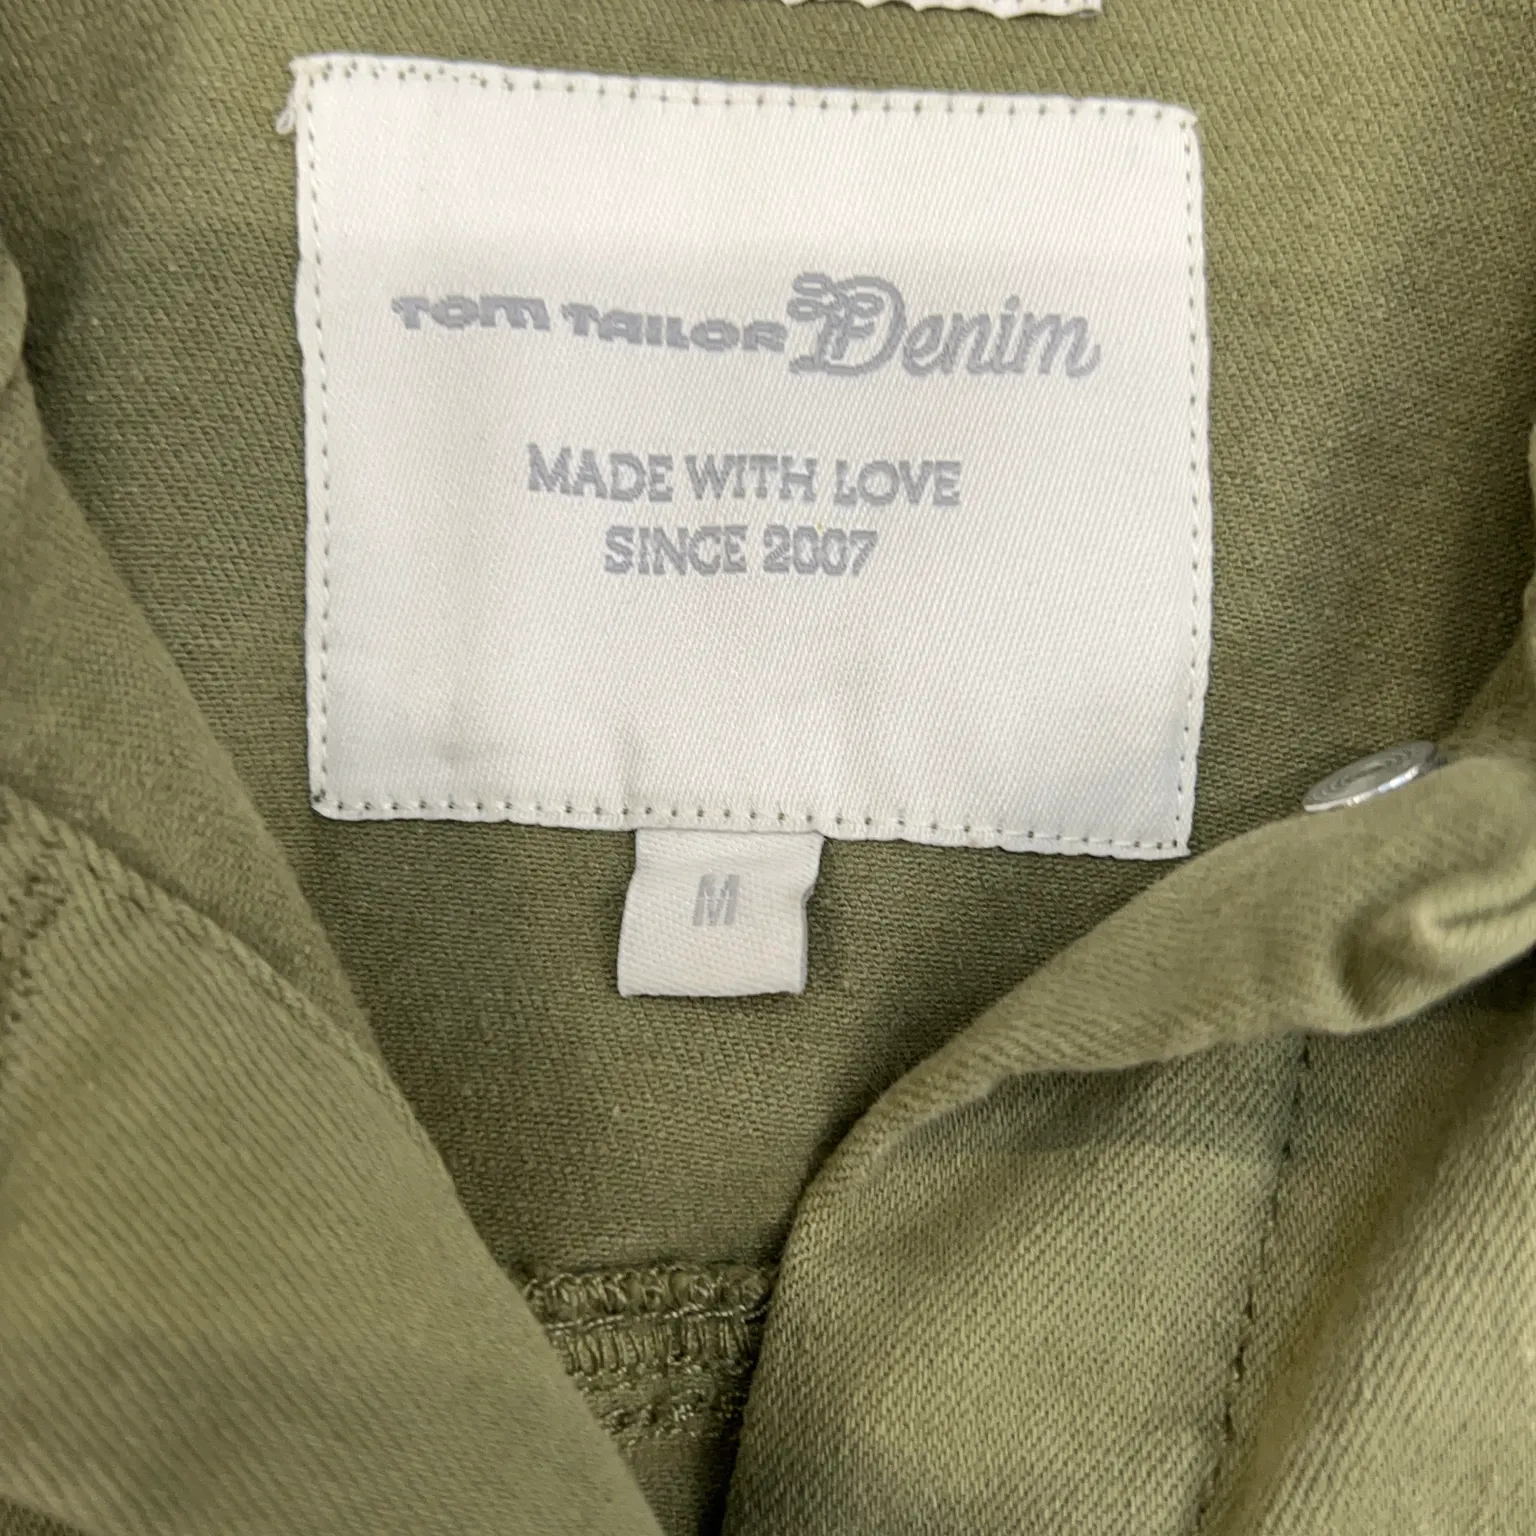 TOM TAILOR Denim
MADE WITH LOVE
SINCE 2007
M